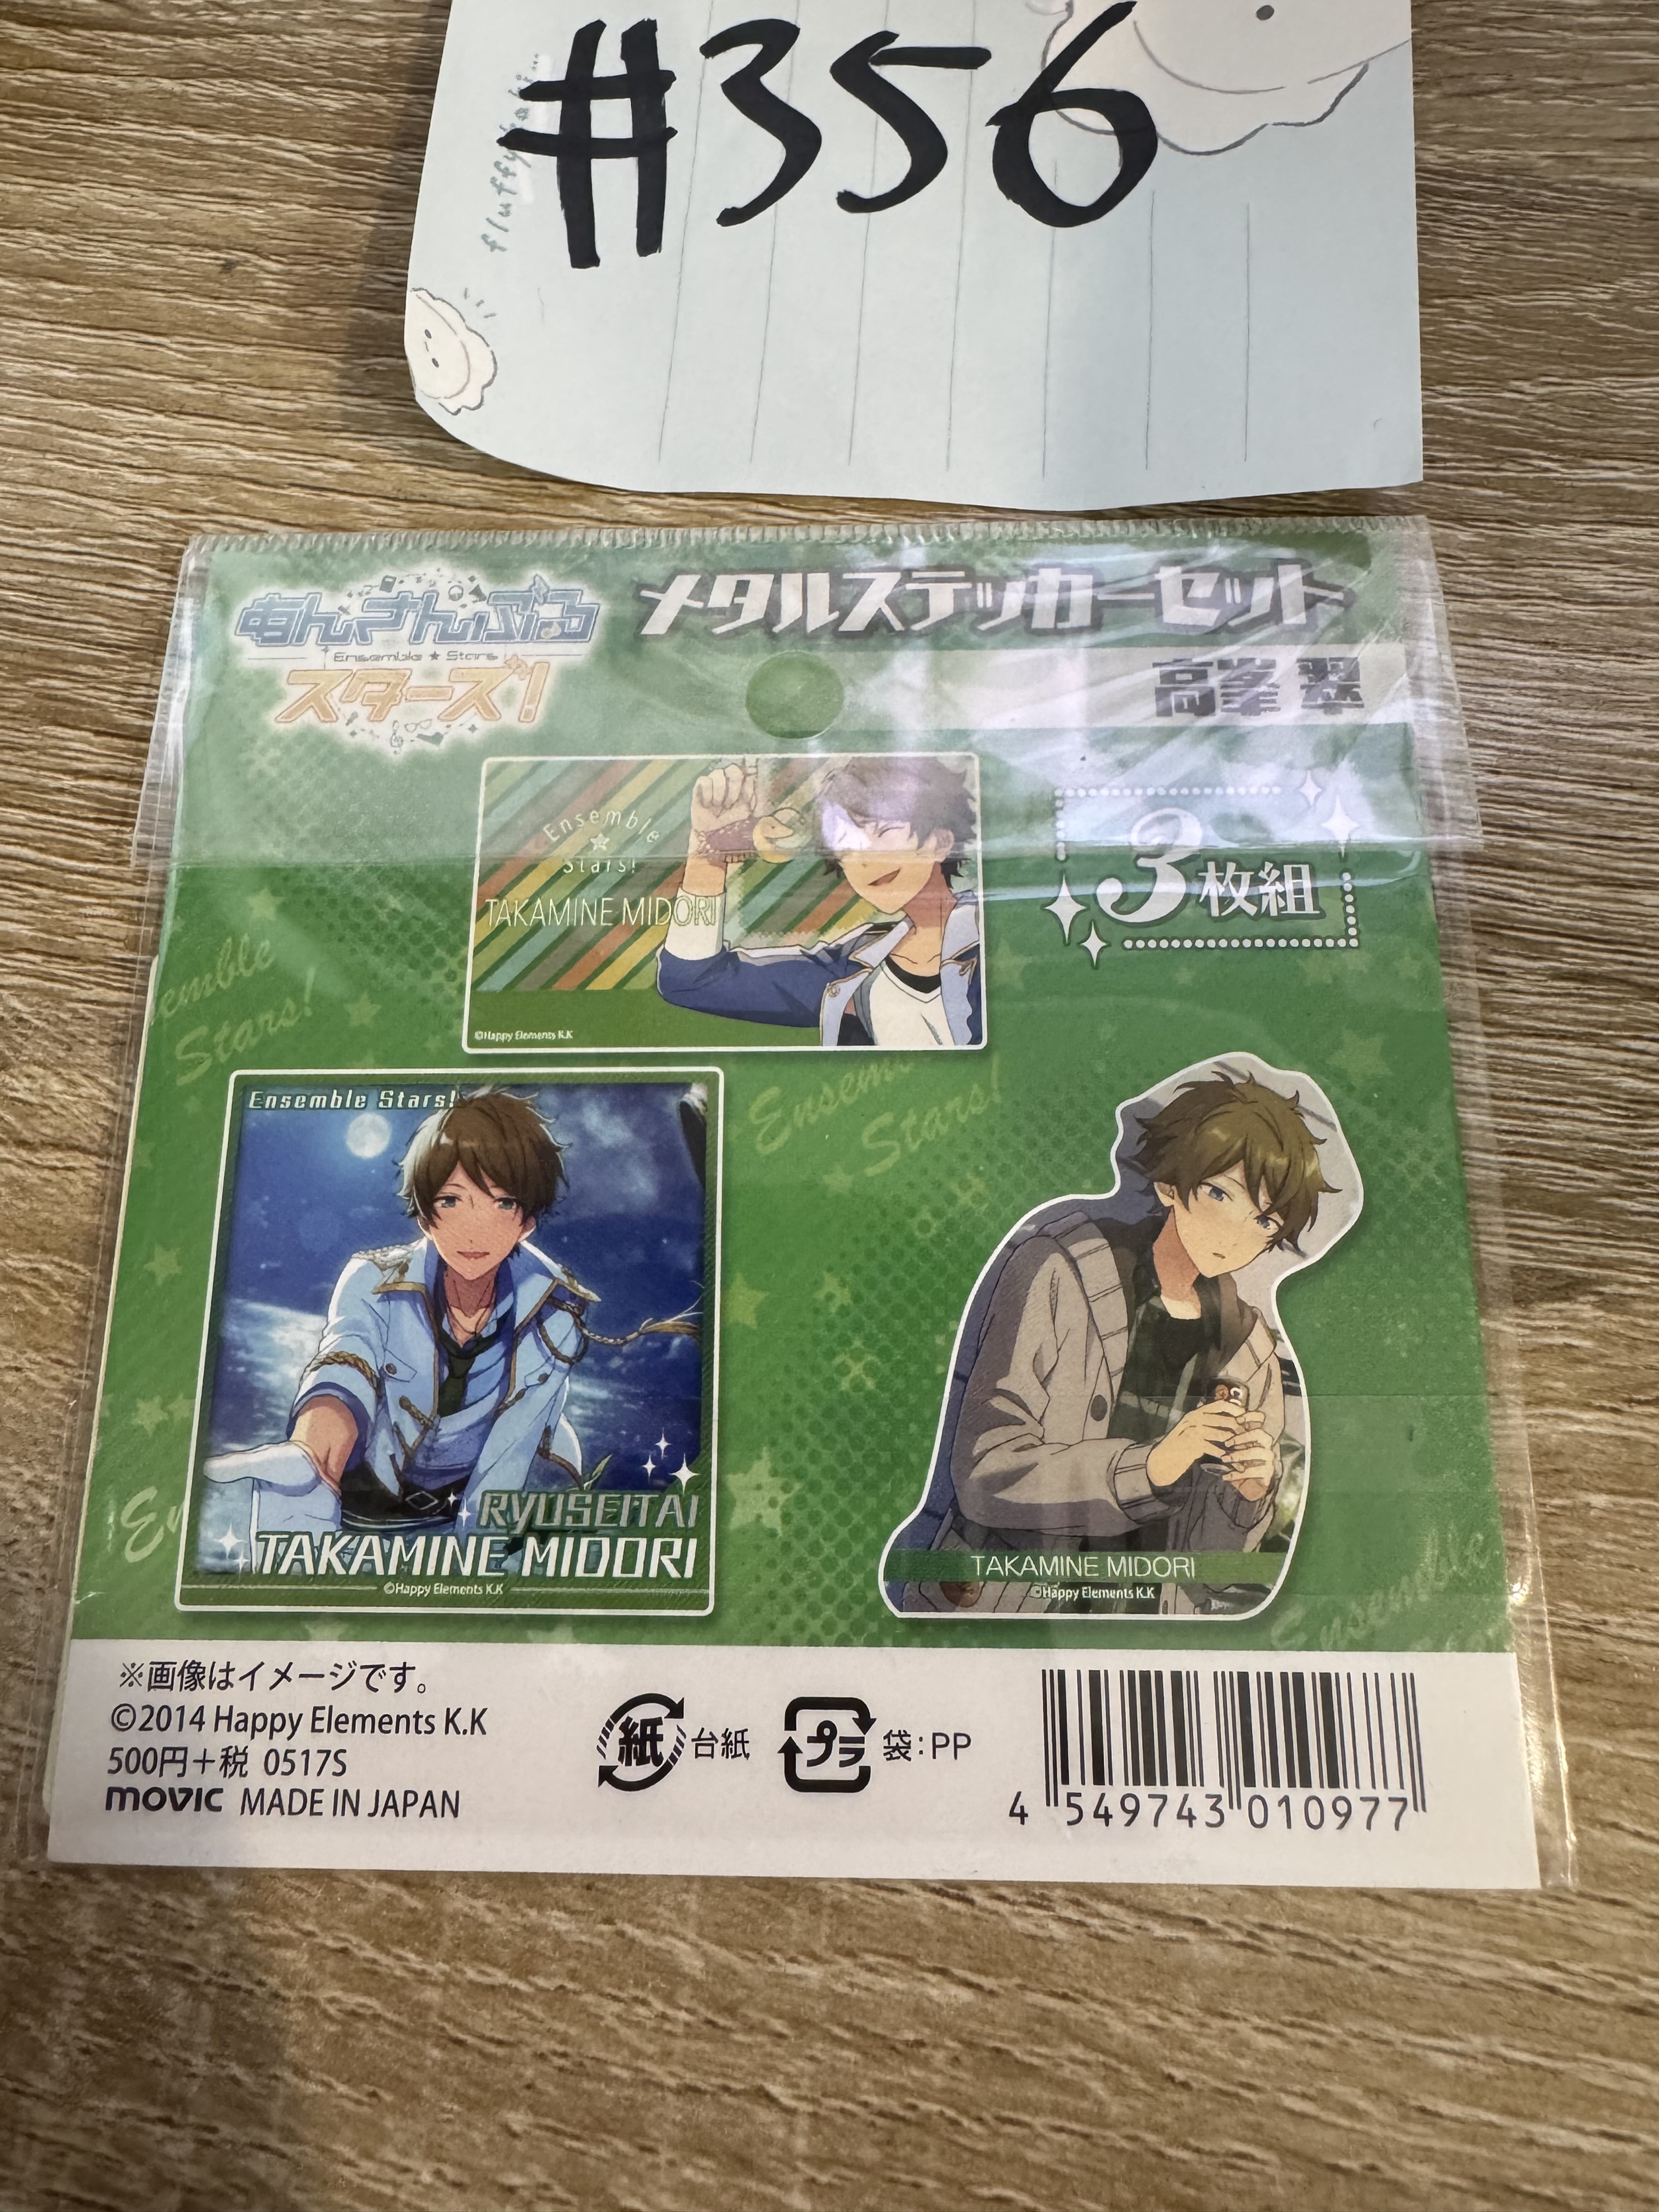 #356
あんさんぶる
Ensemble ★ Stars
スターズ!
メタルステッカーセット
高峯 翠
Ensemble
★
Stars!
TAKAMINE MIDORI
©Happy Elements K.K
3枚組
emble
Stars!
Stars!
Ensemble Stars!
RYUSEITAI
TAKAMINE MIDORI
©Happy Elements K.K
TAKAMINE MIDORI
©Happy Elements K.K
Ensemble
※画像はイメージです。
©2014 Happy Elements K.K
500円+税 0517S
movic MADE IN JAPAN
紙 台紙
プラ 袋:PP
4 549743 010977